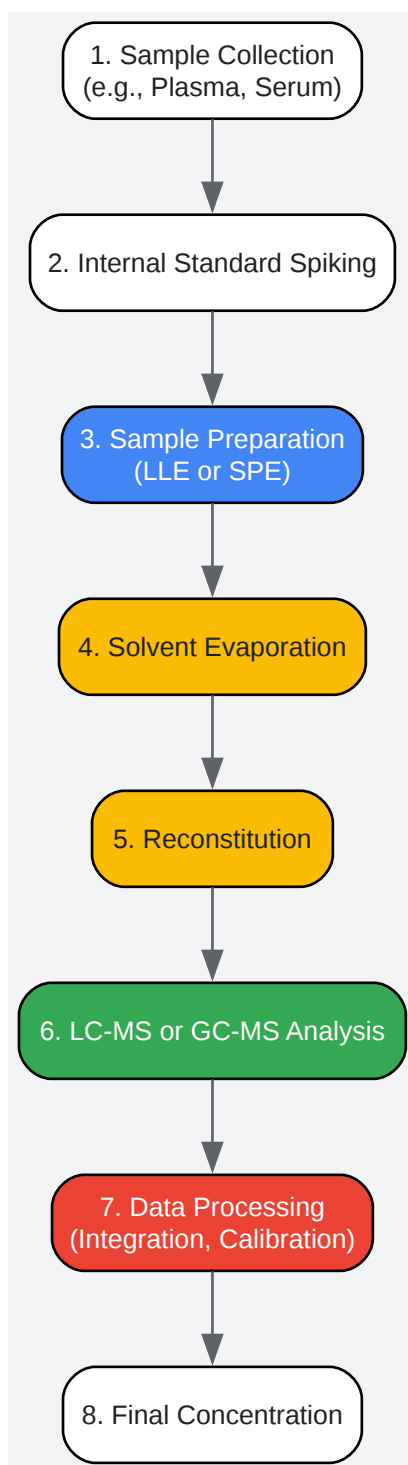 1. Sample Collection
(e.g., Plasma, Serum)
2. Internal Standard Spiking
3. Sample Preparation
(LLE or SPE)
4. Solvent Evaporation
5. Reconstitution
6. LC-MS or GC-MS Analysis
7. Data Processing
(Integration, Calibration)
8. Final Concentration